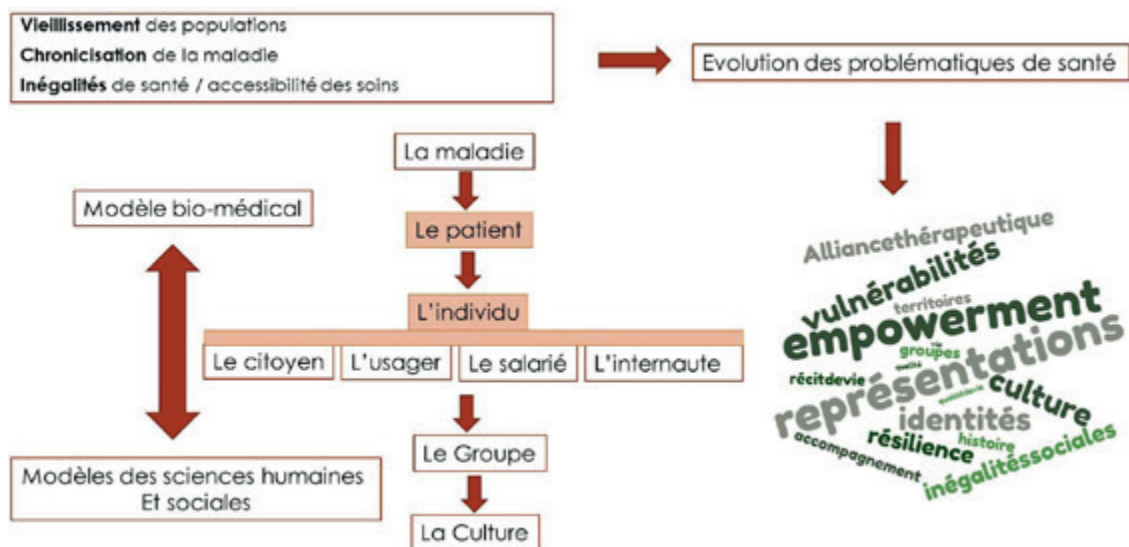 Vieillissement des populations
Chronicisation de la maladie
Inégalités de santé / accessibilité des soins
Evolution des problématiques de santé
La maladie
Modèle bio-médical
Le patient
L'individu
Le citoyen
L'usager
Le salarié
L'internaute
Le Groupe
Modèles des sciences humaines
Et sociales
La Culture
Alliancethérapeutique
vulnérabilités
territoires
empowerment
groupes
représentations
récitdevie
culture
identités
résilience
histoire
accompagnement
inégalitéssociales